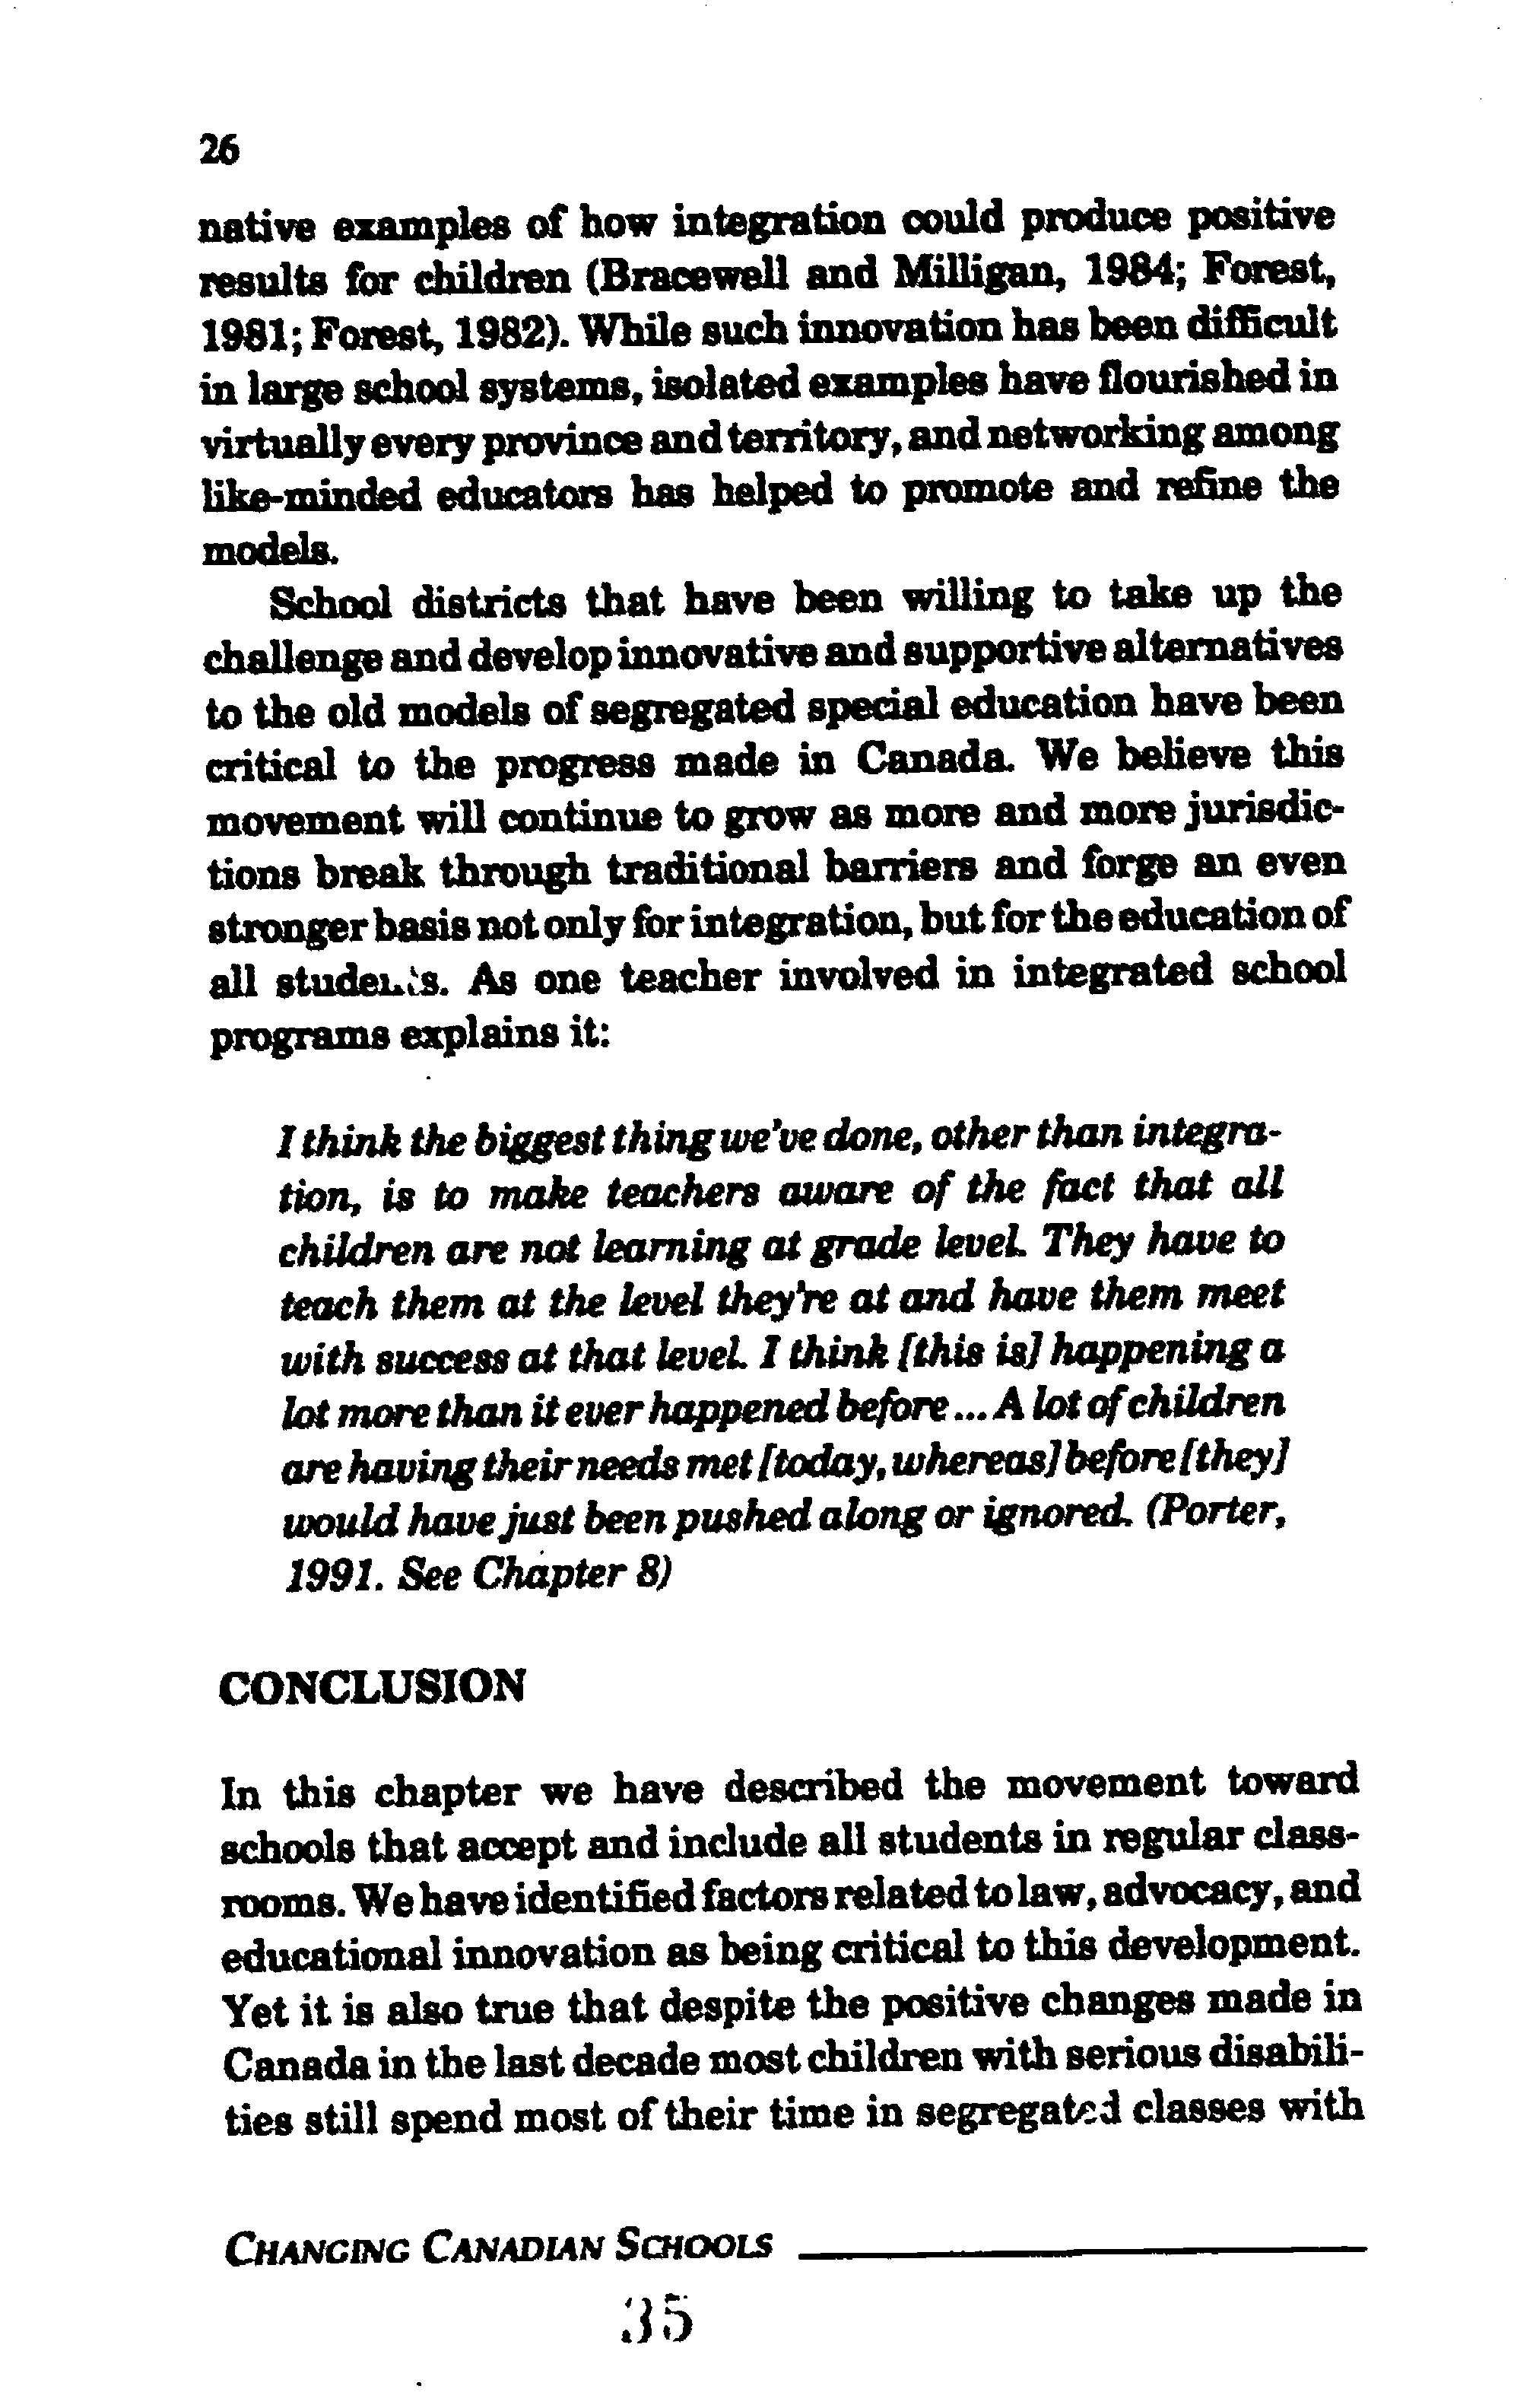 26
native examples of how integration could produce positive
results for children (Bracewell and Milligan, 1984; Forest,
1981; Forest, 1982). While such innovation has been difficult
in large school systems, isolated examples have flourished in
virtually every province and territory, and networking among
like-minded educators has helped to promote and refine the
models.
School districts that have been willing to take up the
challenge and develop innovative and supportive alternatives
to the old models of segregated special education have been
critical to the progress made in Canada. We believe this
movement will continue to grow as more and more jurisdic-
tions break through traditional barriers and forge an even
stronger basis not only for integration, but for the education of
all students. As one teacher involved in integrated school
programs explains it:
I think the biggest thing we've done, other than integra-
tion, is to make teachers aware of the fact that all
children are not learning at grade level. They have to
teach them at the level they're at and have them meet
with success at that level. I think [this is] happening a
lot more than it ever happened before ... A lot of children
are having their needs met [today, whereas] before [they]
would have just been pushed along or ignored. (Porter,
1991. See Chapter 8)
CONCLUSION
In this chapter we have described the movement toward
schools that accept and include all students in regular class-
rooms. We have identified factors related to law, advocacy, and
educational innovation as being critical to this development.
Yet it is also true that despite the positive changes made in
Canada in the last decade most children with serious disabili-
ties still spend most of their time in segregated classes with
CHANGING CANADIAN SCHOOLS
35